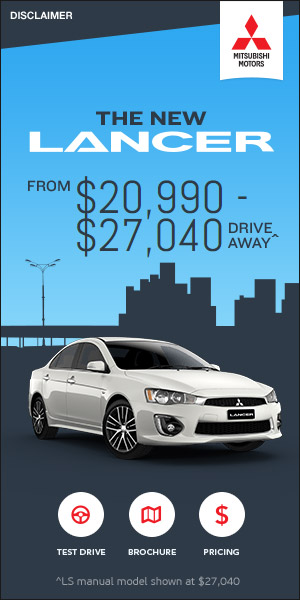 DISCLAIMER
MITSUBISHI
MOTORS
THE NEW
LANCER
FROM $20,990 -
$27,040 DRIVE AWAY^
LANCER
TEST DRIVE BROCHURE PRICING
^LS manual model shown at $27,040